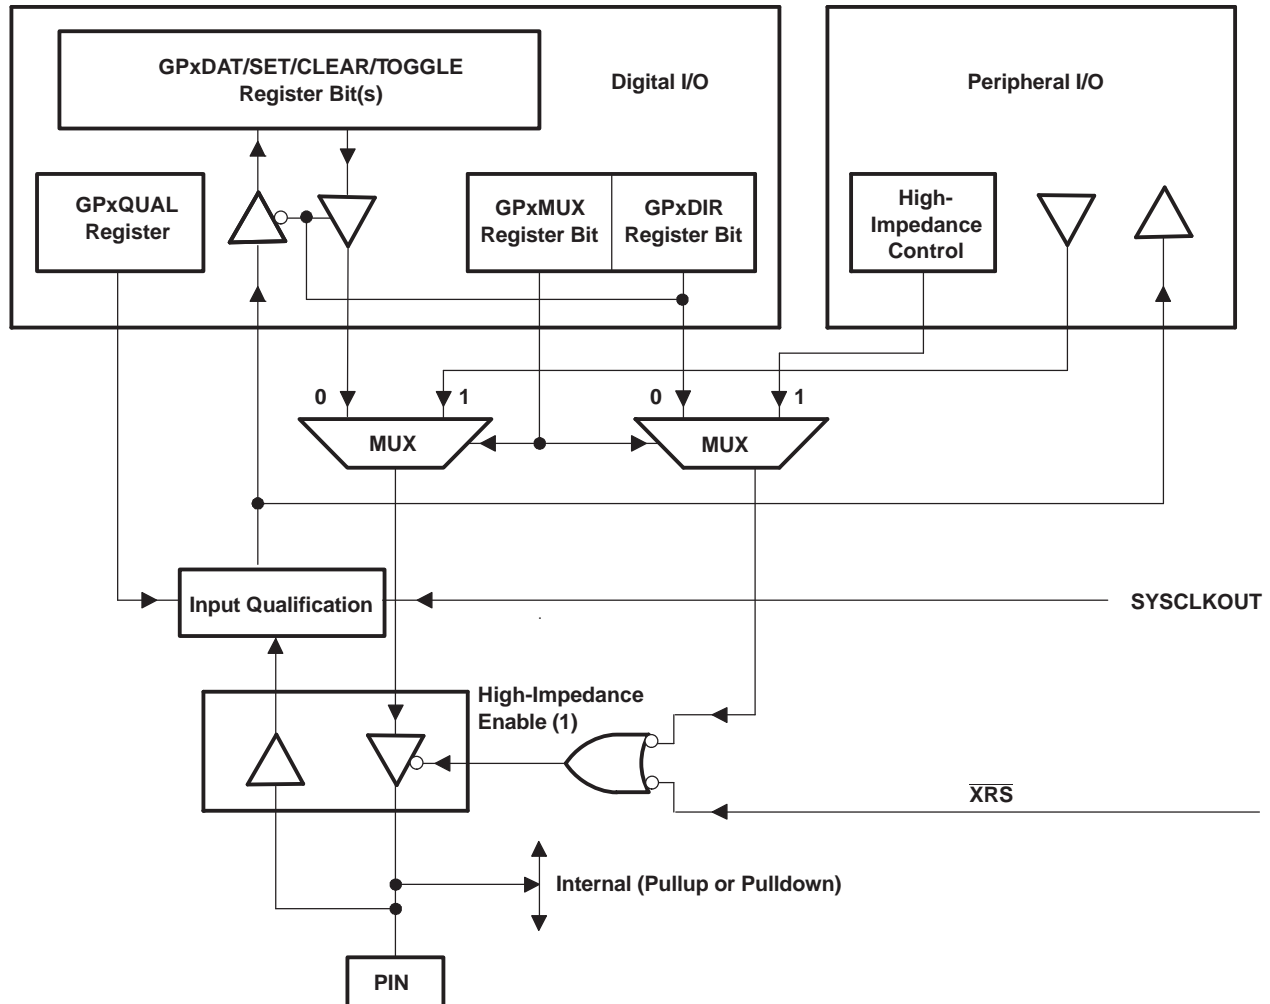 GPxDAT/SET/CLEAR/TOGGLE
Register Bit(s)
Digital I/O
Peripheral I/O
GPxQUAL
Register
GPxMUX
Register Bit
GPxDIR
Register Bit
High-
Impedance
Control
0
1
0
1
MUX
MUX
Input Qualification
SYSCLKOUT
High-Impedance
Enable (1)
XRS
Internal (Pullup or Pulldown)
PIN